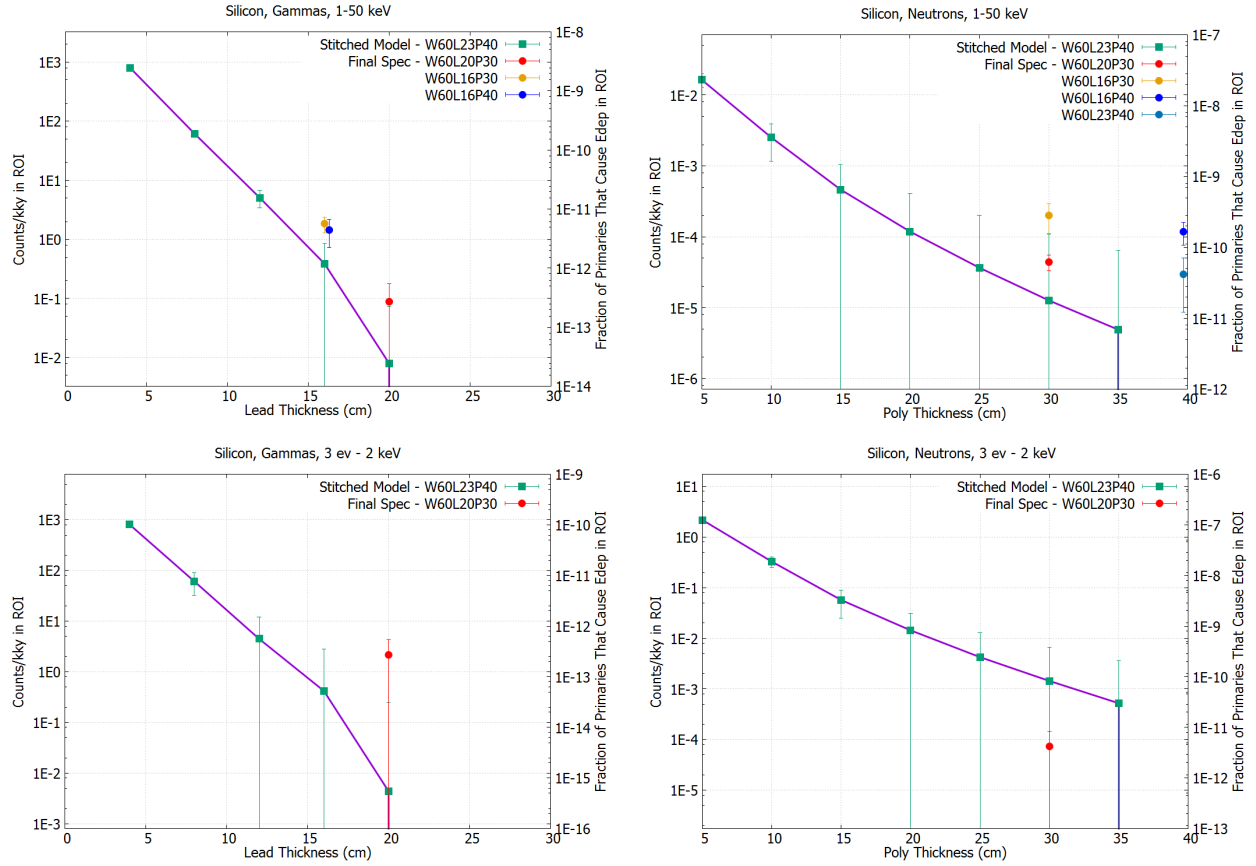 Silicon, Gammas, 1-50 keV
Stitched Model - W60L23P40
Final Spec - W60L20P30
W60L16P30
W60L16P40
1E3
1E2
1E1
1E0
1E-1
1E-2
Counts/kky in ROI
1E-8
1E-9
1E-10
1E-11
1E-12
1E-13
1E-14
Fraction of Primaries That Cause Edep in ROI
0 5 10 15 20 25 30
Lead Thickness (cm)
Silicon, Neutrons, 1-50 keV
Stitched Model - W60L23P40
Final Spec - W60L20P30
W60L16P30
W60L16P40
W60L23P40
1E-2
1E-3
1E-4
1E-5
1E-6
Counts/kky in ROI
1E-7
1E-8
1E-9
1E-10
1E-11
1E-12
Fraction of Primaries That Cause Edep in ROI
5 10 15 20 25 30 35 40
Poly Thickness (cm)
Silicon, Gammas, 3 ev - 2 keV
Stitched Model - W60L23P40
Final Spec - W60L20P30
1E3
1E2
1E1
1E0
1E-1
1E-2
1E-3
Counts/kky in ROI
1E-9
1E-10
1E-11
1E-12
1E-13
1E-14
1E-15
1E-16
Fraction of Primaries That Cause Edep in ROI
0 5 10 15 20 25 30
Lead Thickness (cm)
Silicon, Neutrons, 3 ev - 2 keV
Stitched Model - W60L23P40
Final Spec - W60L20P30
1E1
1E0
1E-1
1E-2
1E-3
1E-4
1E-5
Counts/kky in ROI
1E-6
1E-7
1E-8
1E-9
1E-10
1E-11
1E-12
1E-13
Fraction of Primaries That Cause Edep in ROI
5 10 15 20 25 30 35 40
Poly Thickness (cm)